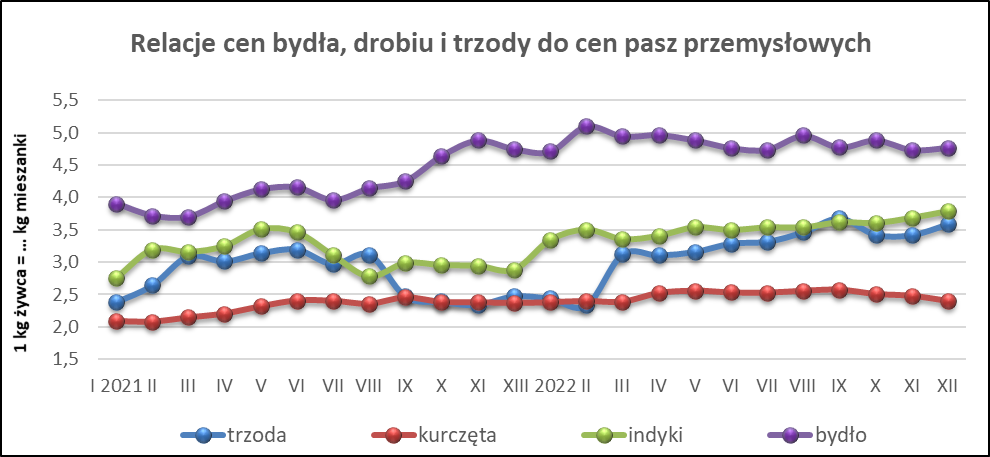 Relacje cen bydła, drobiu i trzody do cen pasz przemysłowych
1 kg żywca = ... kg mieszanki
5,5
5,0
4,5
4,0
3,5
3,0
2,5
2,0
1,5
I 2021 II III IV V VI VII VIII IX X XI XIII 2022 II III IV V VI VII VIII IX X XI XII
trzoda kurczęta indyki bydło